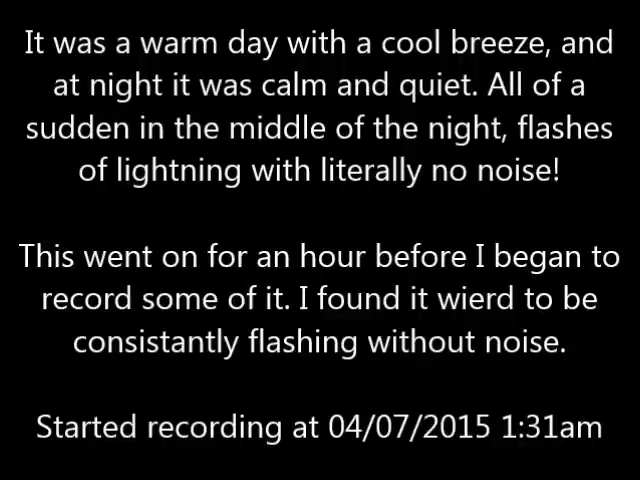 It was a warm day with a cool breeze, and
at night it was calm and quiet. All of a
sudden in the middle of the night, flashes
of lightning with literally no noise!
This went on for an hour before I began to
record some of it. I found it wierd to be
consistantly flashing without noise.
Started recording at 04/07/2015 1:31am